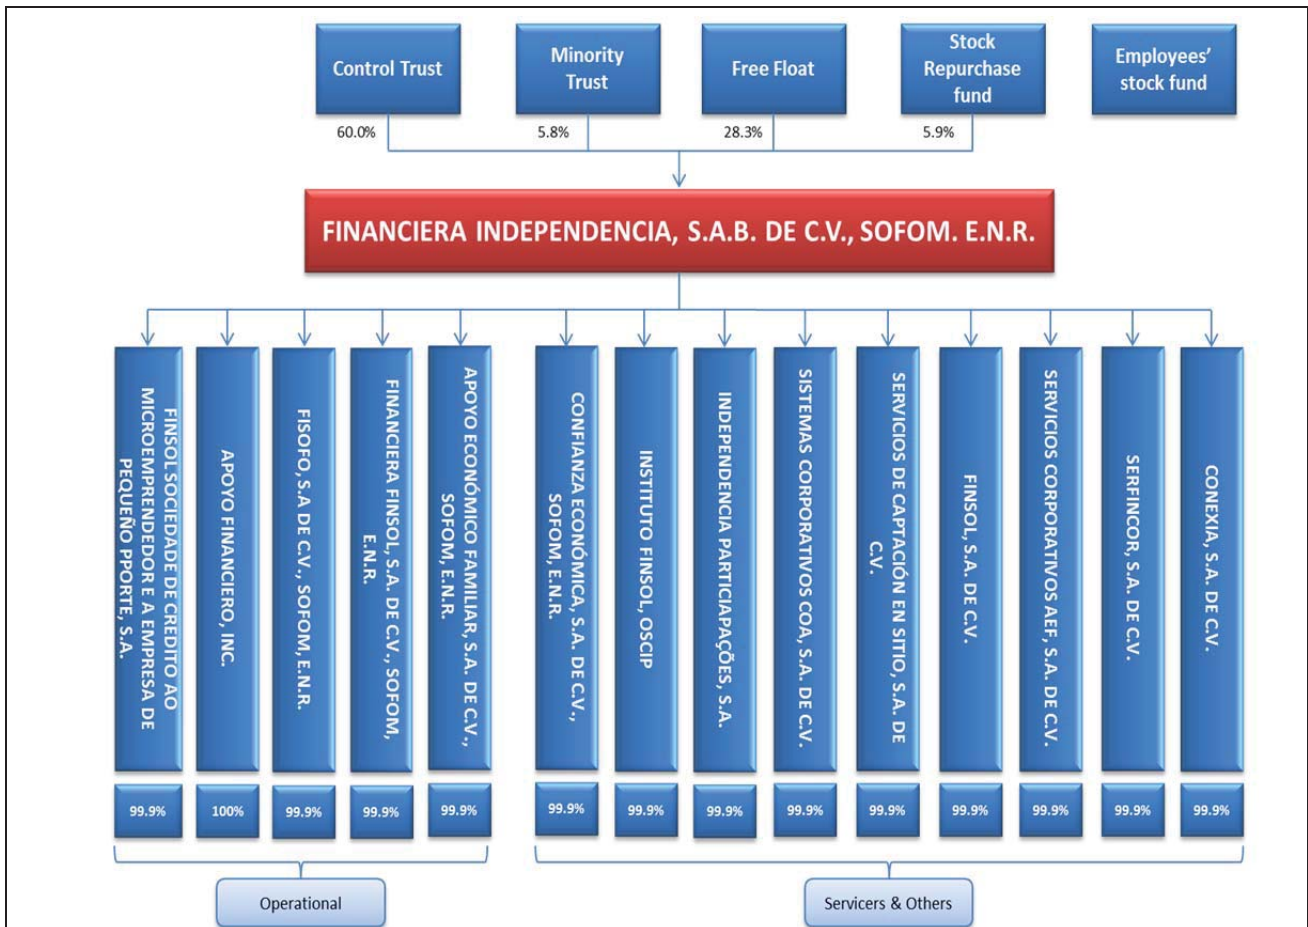 Control Trust
Minority
Trust
Free Float
Stock
Repurchase
fund
Employees'
stock fund
60.0%
5.8%
28.3%
5.9%
FINANCIERA INDEPENDENCIA, S.A.B. DE C.V., SOFOM. E.N.R.
FINSOL SOCIEDADE DE CREDITO AO
MICROEMPRENDEDOR E A EMPRESA DE
PEQUEÑO PPORTE, S.A.
APOYO FINANCIERO, INC.
FISOFO, S.A DE C.V., SOFOM, E.N.R.
FINANCIERA FINSOL, S.A. DE C.V., SOFOM,
E.N.R.
APOYO ECONÓMICO FAMILIAR, S.A. DE C.V.,
SOFOM, E.N.R.
CONFIANZA ECONÓMICA, S.A. DE C.V.,
SOFOM, E.N.R.
INSTITUTO FINSOL, OSCIP
INDEPENDENCIA PARTICIAPAÇÕES, S.A.
SISTEMAS CORPORATIVOS COA, S.A. DE C.V.
SERVICIOS DE CAPTACIÓN EN SITIO, S.A. DE
C.V.
FINSOL, S.A. DE C.V.
SERVICIOS CORPORATIVOS AEF, S.A. DE C.V.
SERFINCOR, S.A. DE C.V.
CONEXIA, S.A. DE C.V.
99.9%
100%
99.9%
99.9%
99.9%
99.9%
99.9%
99.9%
99.9%
99.9%
99.9%
99.9%
99.9%
99.9%
Operational
Servicers & Others